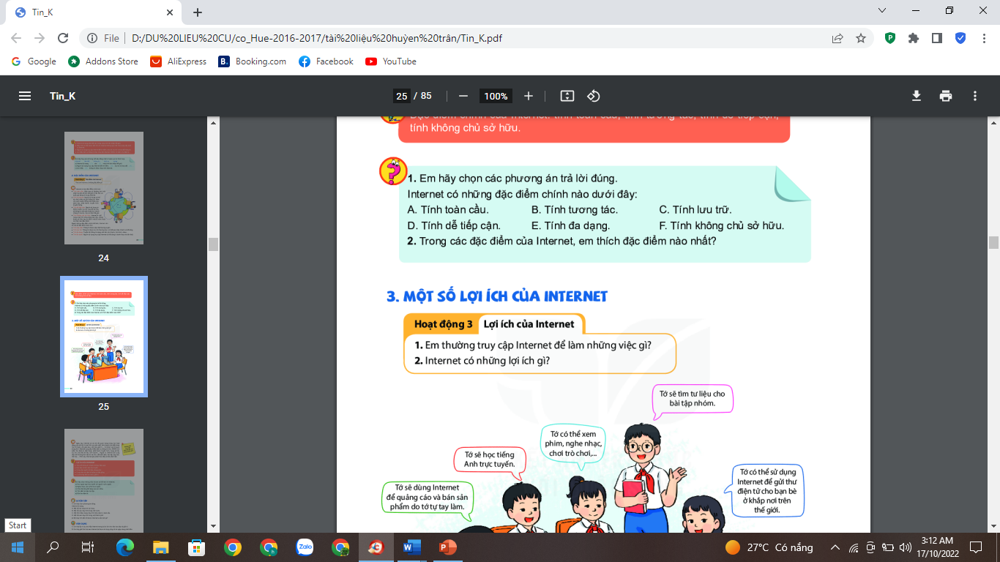 Tin_K
File
D:/DU%20LIEU%20CU/co_Hue-2016-2017/tài%20liệu%20huỳen%20trân/Tin_K.pdf
Google
Addons Store
AliExpress
Booking.com
Facebook
YouTube
Tin_K
25 / 85
100%
24
25
tính không chủ sở hữu.
1. Em hãy chọn các phương án trả lời đúng.
Internet có những đặc điểm chính nào dưới đây:
A. Tính toàn cầu. B. Tính tương tác. C. Tính lưu trữ.
D. Tính dễ tiếp cận. E. Tính đa dạng. F. Tính không chủ sở hữu.
2. Trong các đặc điểm của Internet, em thích đặc điểm nào nhất?
3. MỘT SỐ LỢI ÍCH CỦA INTERNET
Hoạt động 3 Lợi ích của Internet
1. Em thường truy cập Internet để làm những việc gì?
2. Internet có những lợi ích gì?
Tớ sẽ tìm tư liệu cho
bài tập nhóm.
Tớ có thể xem
phim, nghe nhạc,
chơi trò chơi,...
Tớ sẽ học tiếng
Anh trực tuyến.
Tớ sẽ dùng Internet
để quảng cáo và bán sản
phẩm do tớ tự tay làm.
Tớ có thể sử dụng
Internet để gửi thư
điện tử cho bạn bè
ở khắp nơi trên
thế giới.
Start
Zalo
27°C Có nắng
3:12 AM
17/10/2022